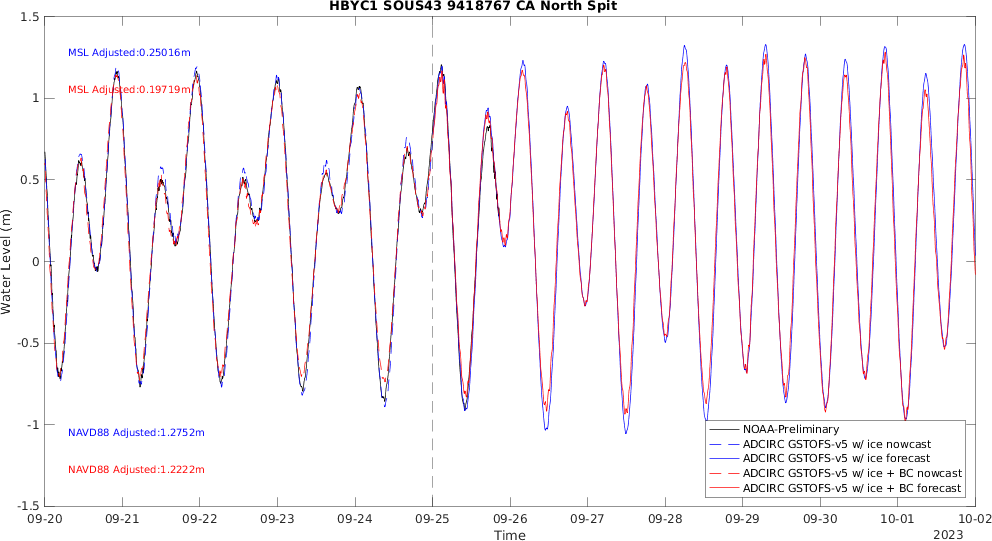 HBYC1 SOUS43 9418767 CA North Spit
1.5
MSL Adjusted:0.25016m
MSL Adjusted:0.19719m
1
0.5
Water Level (m)
0
-0.5
-1
NAVD88 Adjusted:1.2752m
NAVD88 Adjusted:1.2222m
NOAA-Preliminary
ADCIRC GSTOFS-v5 w/ ice nowcast
ADCIRC GSTOFS-v5 w/ ice forecast
ADCIRC GSTOFS-v5 w/ ice + BC nowcast
ADCIRC GSTOFS-v5 w/ ice + BC forecast
-1.5
09-20 09-21 09-22 09-23 09-24 09-25 09-26 09-27 09-28 09-29 09-30 10-01 10-02
Time
2023